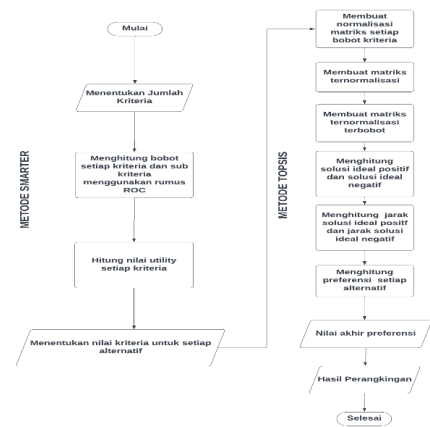 METODE SMARTER
Mulai
Menentukan Jumlah
Kriteria
Menghitung bobot
setiap kriteria dan sub
kriteria
menggunakan rumus
ROC
Hitung nilai utility
setiap kriteria
Menentukan nilai kriteria untuk setiap
alternatif
METODE TOPSIS
Membuat
normalisasi
matriks setiap
bobot kriteria
Membuat matriks
ternormalisasi
Membuat matriks
ternormalisasi
terbobot
Menghitung
solusi ideal positif
dan solusi ideal
negatif
Menghitung jarak
solusi ideal positf
dan jarak solusi
ideal negatif
Menghitung
preferensi setiap
alternatif
Nilai akhir preferensi
Hasil Perangkingan
Selesai